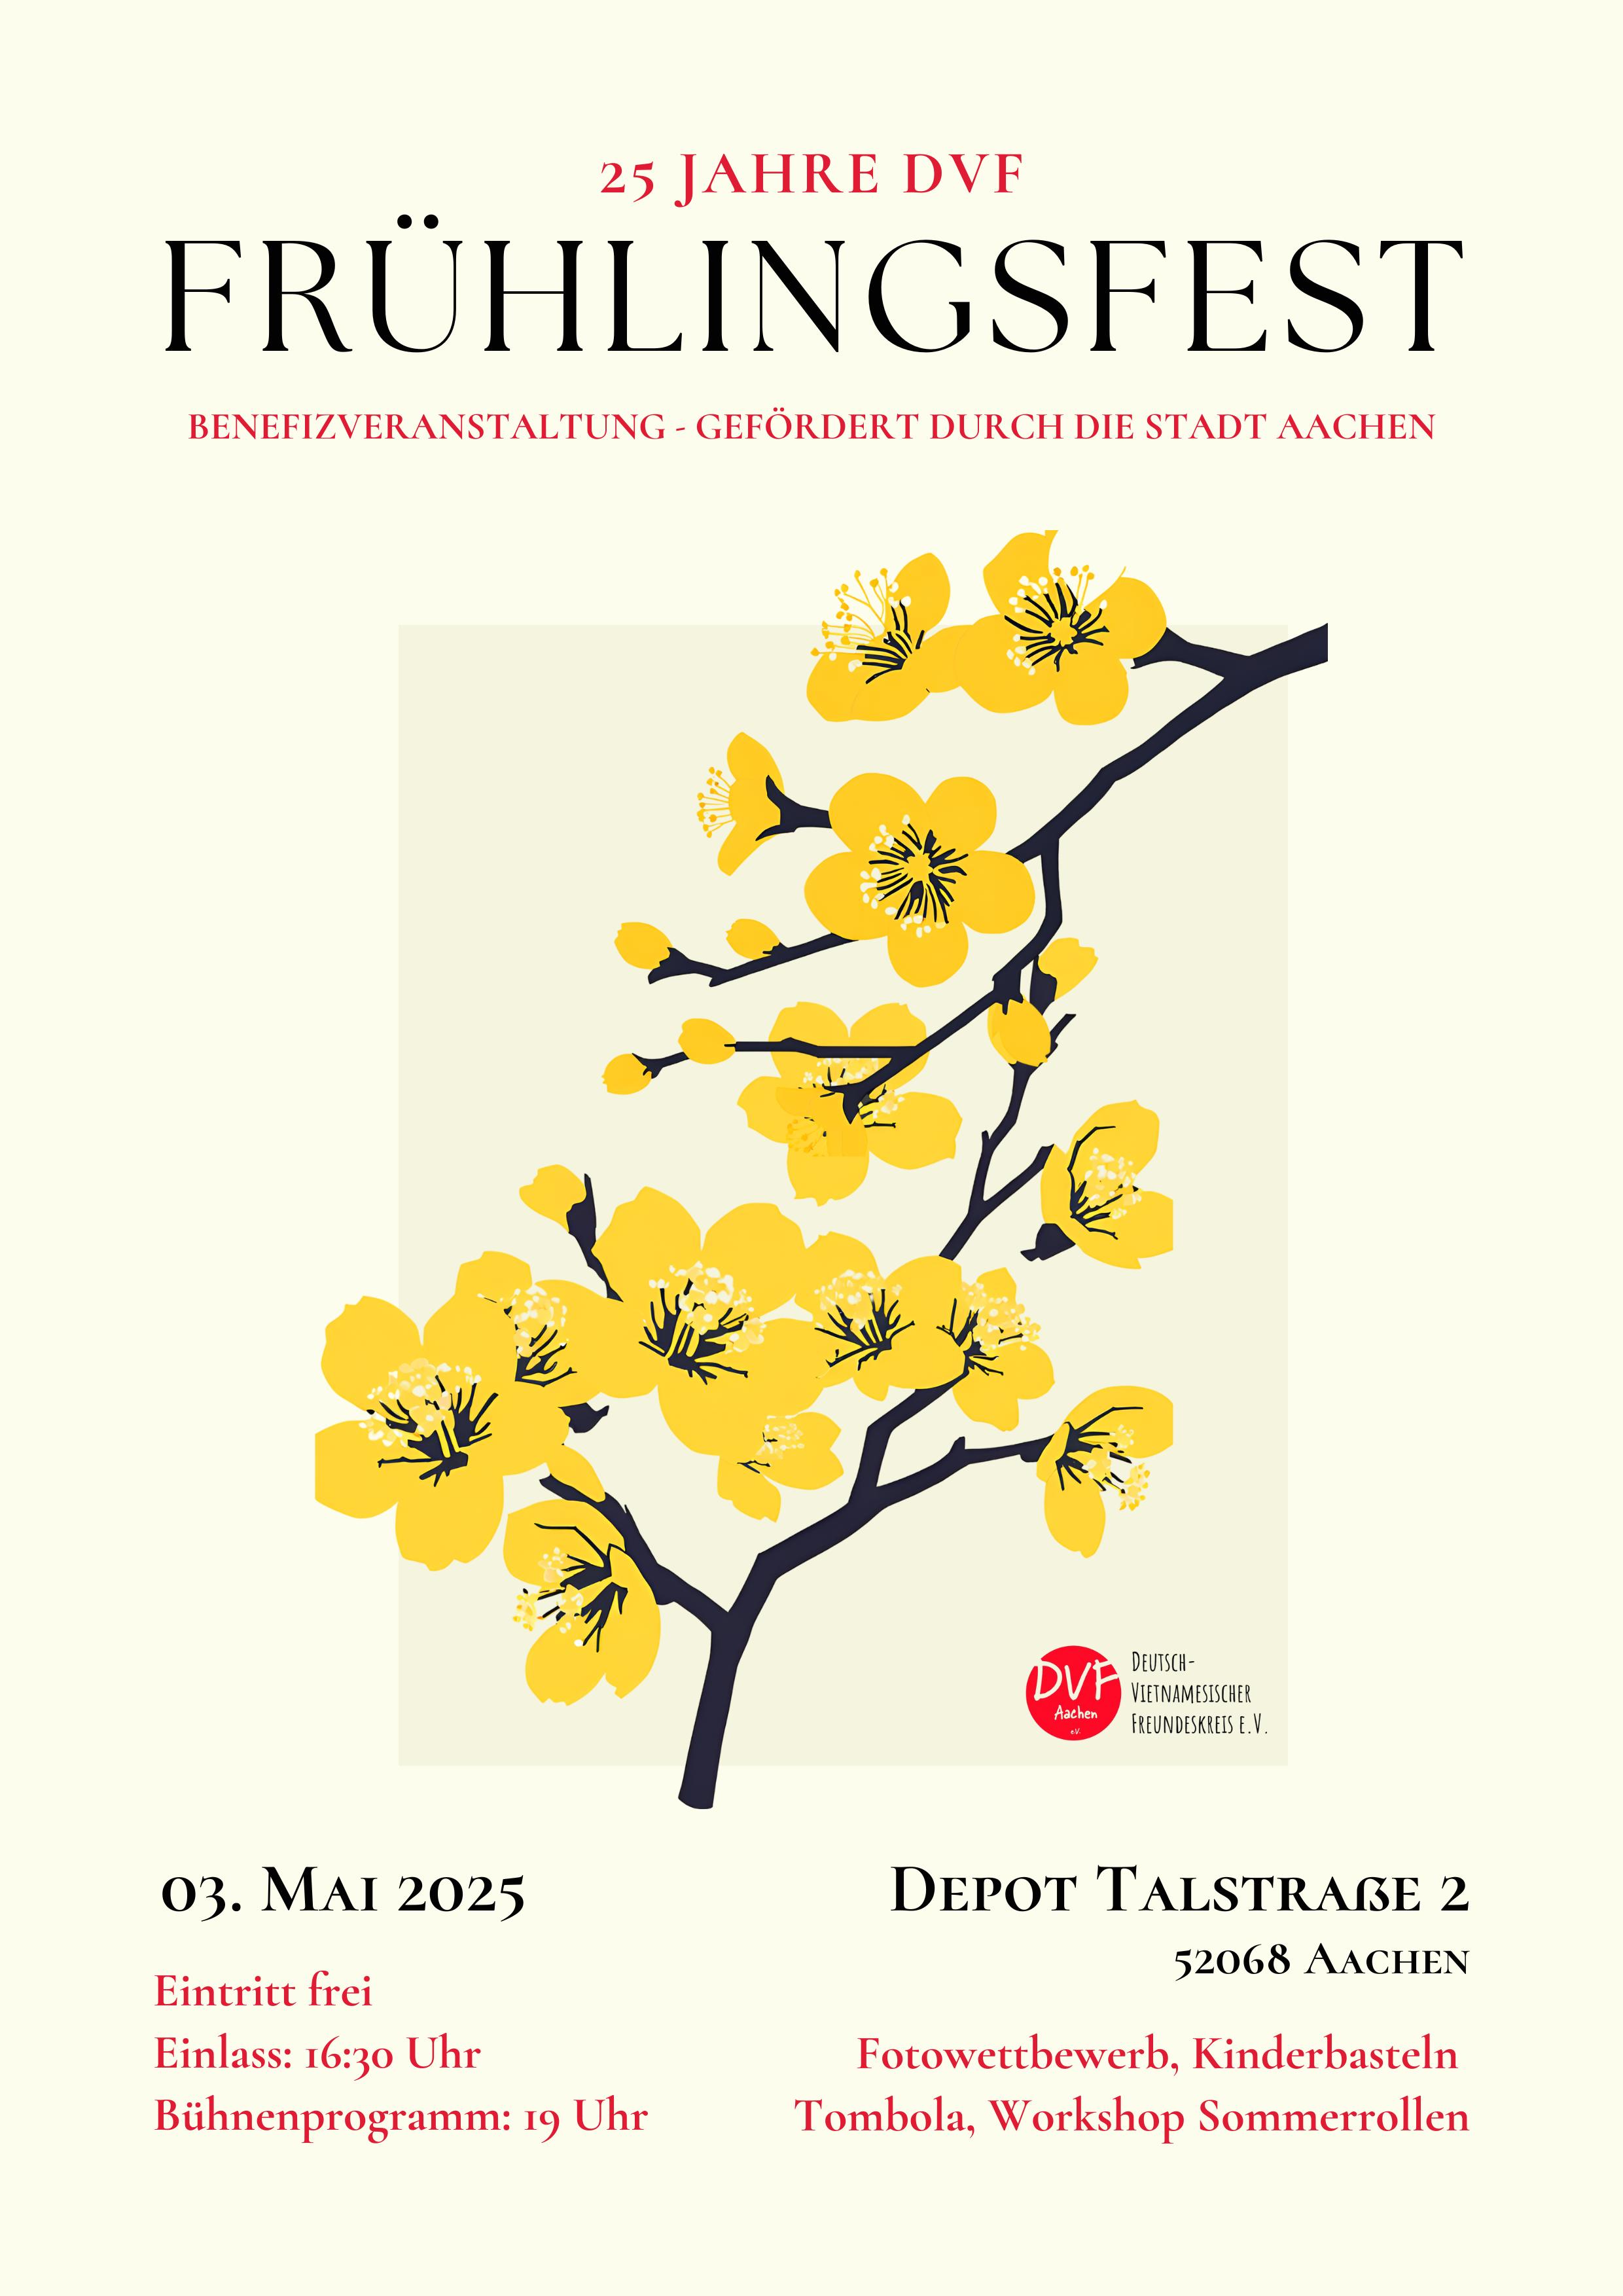 25 JAHRE DVF
FRÜHLINGSFEST
BENEFIZVERANSTALTUNG - GEFÖRDERT DURCH DIE STADT AACHEN
DVF
Aachen
e.V.
Deutsch-
Vietnamesischer
Freundeskreis e.V.
03. Mai 2025
Eintritt frei
Einlass: 16:30 Uhr
Bühnenprogramm: 19 Uhr
Depot Talstraße 2
52068 Aachen
Fotowettbewerb, Kinderbasteln
Tombola, Workshop Sommerrollen